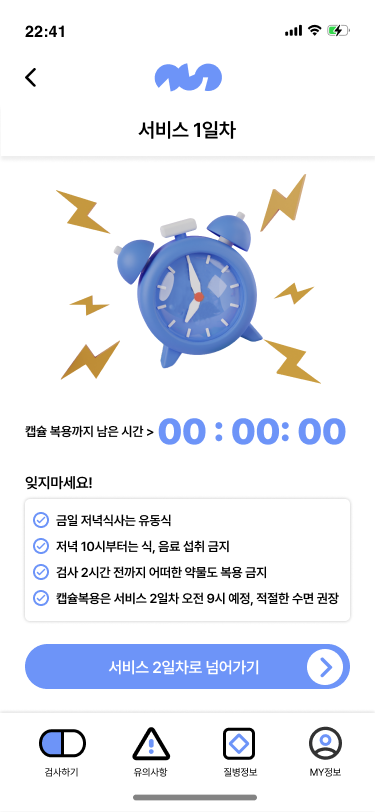 22:41
서비스 1일차
캡슐 복용까지 남은 시간 > 00 : 00: 00
잊지마세요!
금일 저녁식사는 유동식
저녁 10시부터는 식, 음료 섭취 금지
검사 2시간 전까지 어떠한 약물도 복용 금지
캡슐복용은 서비스 2일차 오전 9시 예정, 적절한 수면 권장
서비스 2일차로 넘어가기
검사하기 유의사항 질병정보 MY정보